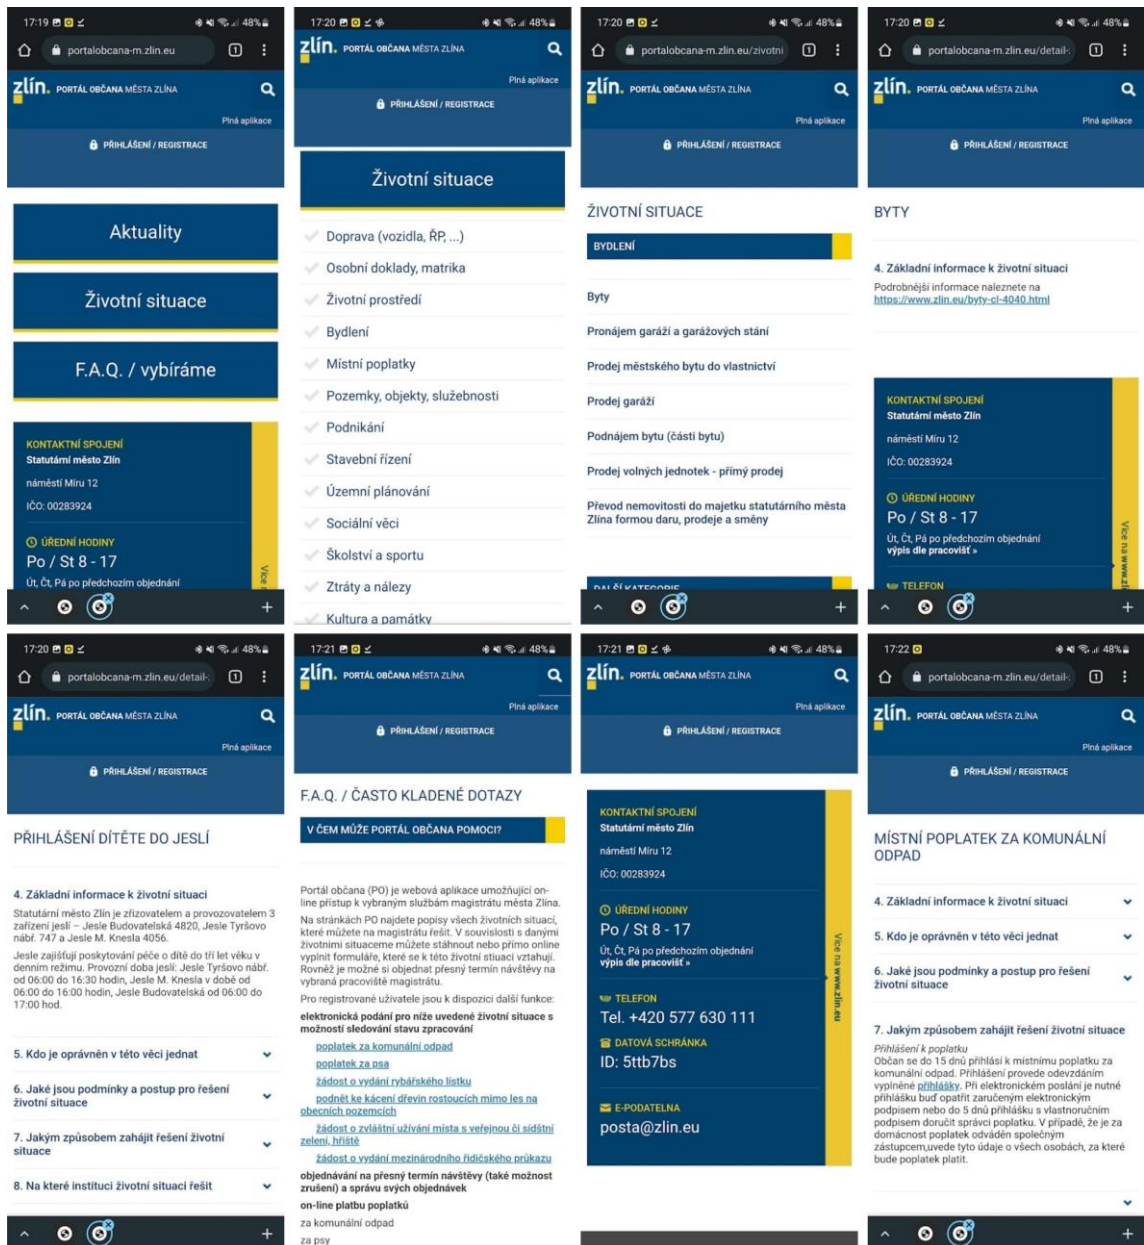 17:19
48%
portalobcana-m.zlin.eu
1
zlín. PORTÁL OBČANA MĚSTA ZLÍNA
Plná aplikace
PŘIHLÁŠENÍ / REGISTRACE
Aktuality
Životní situace
F.A.Q. / vybíráme
KONTAKTNÍ SPOJENÍ
Statutární město Zlín
náměstí Míru 12
IČO: 00283924
ÚŘEDNÍ HODINY
Po / St 8 - 17
Út, Čt, Pá po předchozím objednání
Více n
17:20
48%
zlín. PORTÁL OBČANA MĚSTA ZLÍNA
Plná aplikace
PŘIHLÁŠENÍ / REGISTRACE
Životní situace
Doprava (vozidla, ŘP, ...)
Osobní doklady, matrika
Životní prostředí
Bydlení
Místní poplatky
Pozemky, objekty, služebnosti
Podnikání
Stavební řízení
Územní plánování
Sociální věci
Školství a sportu
Ztráty a nálezy
Kultura a památky
17:20
48%
portalobcana-m.zlin.eu/zivotni
1
zlín. PORTÁL OBČANA MĚSTA ZLÍNA
Plná aplikace
PŘIHLÁŠENÍ / REGISTRACE
ŽIVOTNÍ SITUACE
BYDLENÍ
Byty
Pronájem garáží a garážových stání
Prodej městského bytu do vlastnictví
Prodej garáží
Podnájem bytu (části bytu)
Prodej volných jednotek - přímý prodej
Převod nemovitosti do majetku statutárního města
Zlína formou daru, prodeje a směny
DALŠÍ KATEGORIE
17:20
48%
portalobcana-m.zlin.eu/detail-
1
zlín. PORTÁL OBČANA MĚSTA ZLÍNA
Plná aplikace
PŘIHLÁŠENÍ / REGISTRACE
BYTY
4. Základní informace k životní situaci
Podrobnější informace naleznete na
https://www.zlin.eu/byty-cl-4040.html
KONTAKTNÍ SPOJENÍ
Statutární město Zlín
náměstí Míru 12
IČO: 00283924
ÚŘEDNÍ HODINY
Po / St 8 - 17
Út, Čt, Pá po předchozím objednání
výpis dle pracovišť »
TELEFON
Více na www.zl
17:20
48%
portalobcana-m.zlin.eu/detail-
1
zlín. PORTÁL OBČANA MĚSTA ZLÍNA
Plná aplikace
PŘIHLÁŠENÍ / REGISTRACE
PŘIHLÁŠENÍ DÍTĚTE DO JESLÍ
4. Základní informace k životní situaci
Statutární město Zlín je zřizovatelem a provozovatelem 3
zařízení jeslí – Jesle Budovatelská 4820, Jesle Tyršovo
nábř. 747 a Jesle M. Knesla 4056.
Jesle zajišťují poskytování péče o dítě do tří let věku v
denním režimu. Provozní doba jeslí: Jesle Tyršovo nábř.
od 06:00 do 16:30 hodin, Jesle M. Knesla v době od
06:00 do 16:00 hodin, Jesle Budovatelská od 06:00 do
17:00 hod.
5. Kdo je oprávněn v této věci jednat
6. Jaké jsou podmínky a postup pro řešení
životní situace
7. Jakým způsobem zahájit řešení životní
situace
8. Na které instituci životní situaci řešit
17:21
48%
zlín. PORTÁL OBČANA MĚSTA ZLÍNA
Plná aplikace
PŘIHLÁŠENÍ / REGISTRACE
F.A.Q. / ČASTO KLADENÉ DOTAZY
V ČEM MŮŽE PORTÁL OBČANA POMOCI?
Portál občana (PO) je webová aplikace umožňující on-
line přístup k vybraným službám magistrátu města Zlína.
Na stránkách PO najdete popisy všech životních situací,
které můžete na magistrátu řešit. V souvislosti s danými
životními situaceme můžete stáhnout nebo přímo online
vyplnit formuláře, které se k této životní stiuaci vztahují.
Rovněž je možné si objednat přesný termín návštěvy na
vybraná pracoviště magistrátu.
Pro registrované uživatele jsou k dispozici další funkce:
elektronická podání pro níže uvedené životní situace s
možností sledování stavu zpracování
poplatek za komunální odpad
poplatek za psa
žádost o vydání rybářského lístku
podnět ke kácení dřevin rostoucích mimo les na
obecních pozemcích
žádost o zvláštní užívání místa s veřejnou či sídštní
zelení, hřiště
žádost o vydání mezinárodního řidičského průkazu
objednávání na přesný termín návštěvy (také možnost
zrušení) a správu svých objednávek
on-line platbu poplatků
za komunální odpad
za psy
17:21
48%
zlín. PORTÁL OBČANA MĚSTA ZLÍNA
Plná aplikace
PŘIHLÁŠENÍ / REGISTRACE
KONTAKTNÍ SPOJENÍ
Statutární město Zlín
náměstí Míru 12
IČO: 00283924
ÚŘEDNÍ HODINY
Po / St 8 - 17
Út, Čt, Pá po předchozím objednání
výpis dle pracovišť »
TELEFON
Tel. +420 577 630 111
DATOVÁ SCHRÁNKA
ID: 5ttb7bs
E-PODATELNA
posta@zlin.eu
Více na www.zlin.eu
17:22
48%
portalobcana-m.zlin.eu/detail-
1
zlín. PORTÁL OBČANA MĚSTA ZLÍNA
Plná aplikace
PŘIHLÁŠENÍ / REGISTRACE
MÍSTNÍ POPLATEK ZA KOMUNÁLNÍ
ODPAD
4. Základní informace k životní situaci
5. Kdo je oprávněn v této věci jednat
6. Jaké jsou podmínky a postup pro řešení
životní situace
7. Jakým způsobem zahájit řešení životní situace
Přihlášení k poplatku
Občan se do 15 dnů přihlásí k místnímu poplatku za
komunální odpad. Přihlášení provede odevzdáním
vyplněné přihlášky. Při elektronickém poslání je nutné
přihlášku buď opatřit zaručeným elektronickým
podpisem nebo do 5 dnů přihlášku s vlastnoručním
podpisem doručit správci poplatku. V případě, že je za
domácnost poplatek odváděn společným
zástupcem,uvede tyto údaje o všech osobách, za které
bude poplatek platit.